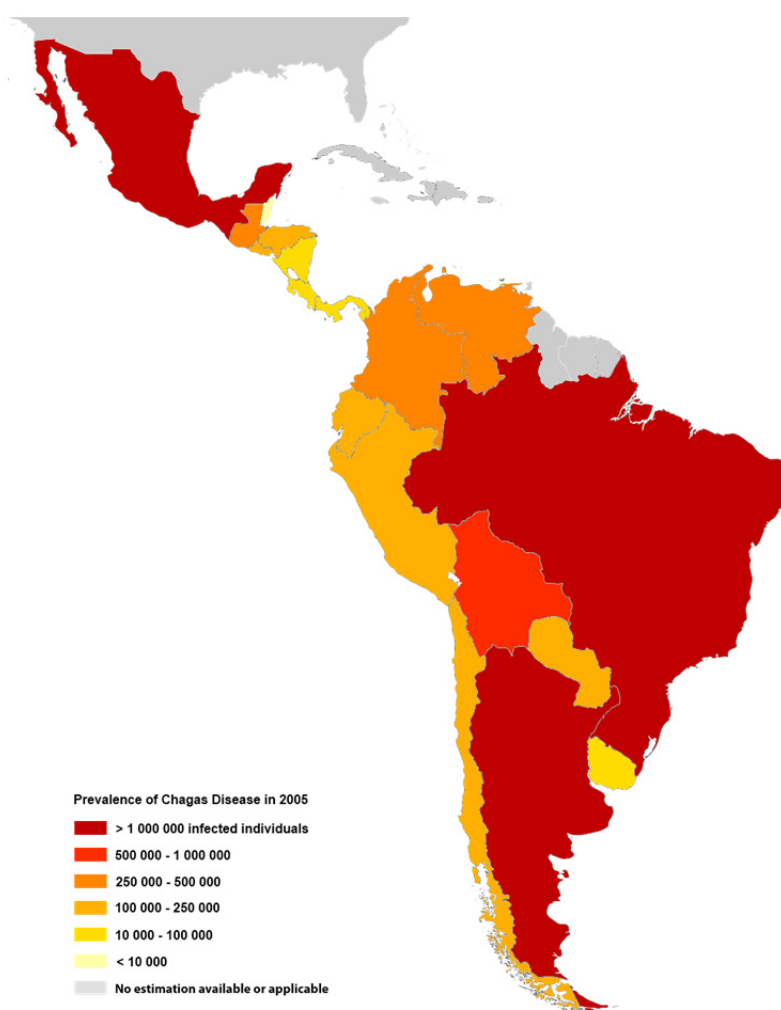 Prevalence of Chagas Disease in 2005
> 1 000 000 infected individuals
500 000 - 1 000 000
250 000 - 500 000
100 000 - 250 000
10 000 - 100 000
< 10 000
No estimation available or applicable